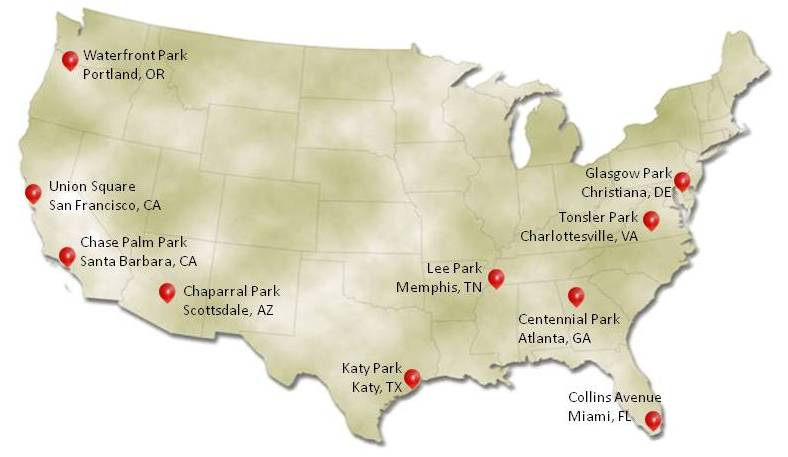 Waterfront Park
Portland, OR
Glasgow Park
Christiana, DE
Union Square
San Francisco, CA
Tonsler Park
Charlottesville, VA
Chase Palm Park
Santa Barbara, CA
Lee Park
Memphis, TN
Chaparral Park
Scottsdale, AZ
Centennial Park
Atlanta, GA
Katy Park
Katy, TX
Collins Avenue
Miami, FL